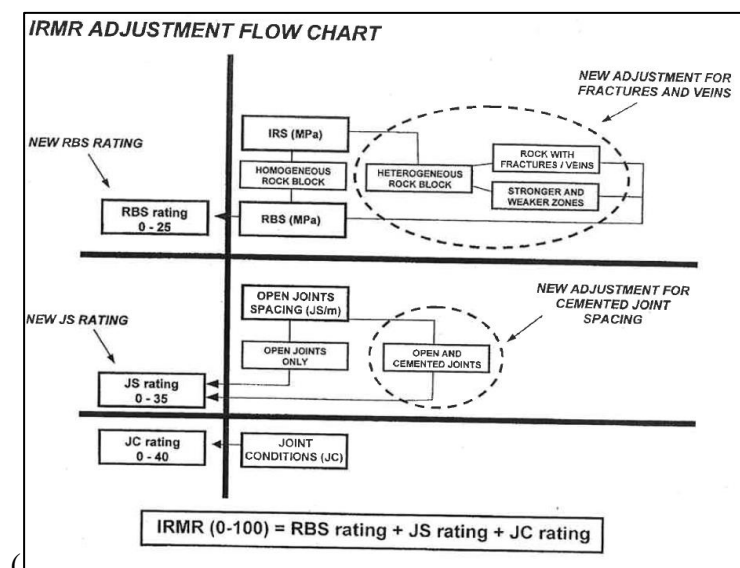 IRMR ADJUSTMENT FLOW CHART
NEW ADJUSTMENT FOR
FRACTURES AND VEINS
NEW RBS RATING
IRS (MPa)
HOMOGENEOUS
ROCK BLOCK
HETEROGENEOUS
ROCK BLOCK
ROCK WITH
FRACTURES / VEINS
STRONGER AND
WEAKER ZONES
RBS rating
0 - 25
RBS (MPa)
NEW JS RATING
OPEN JOINTS
SPACING (JS/m)
NEW ADJUSTMENT FOR
CEMENTED JOINT
SPACING
OPEN JOINTS
ONLY
OPEN AND
CEMENTED JOINTS
JS rating
0 - 35
JC rating
0 - 40
JOINT
CONDITIONS (JC)
IRMR (0-100) = RBS rating + JS rating + JC rating
(